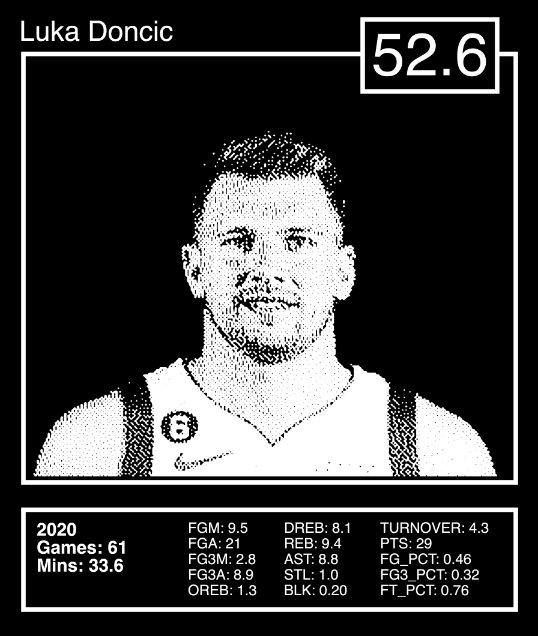 Luka Doncic
52.6
6
2020
Games: 61
Mins: 33.6
FGM: 9.5
FGA: 21
FG3M: 2.8
FG3A: 8.9
OREB: 1.3
DREB: 8.1
REB: 9.4
AST: 8.8
STL: 1.0
BLK: 0.20
TURNOVER: 4.3
PTS: 29
FG_PCT: 0.46
FG3_PCT: 0.32
FT_PCT: 0.76